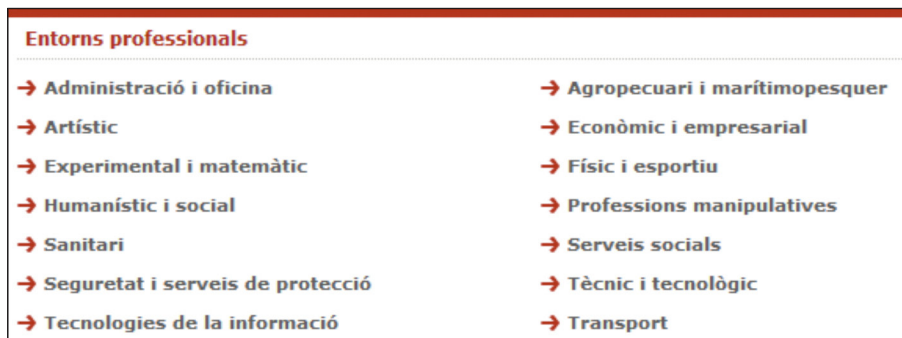 Entorns professionals
Administració i oficina
Agropecuari i marítimopesquer
Artístic
Econòmic i empresarial
Experimental i matemàtic
Físic i esportiu
Humanístic i social
Professions manipulatives
Sanitari
Serveis socials
Seguretat i serveis de protecció
Tècnic i tecnològic
Tecnologies de la informació
Transport